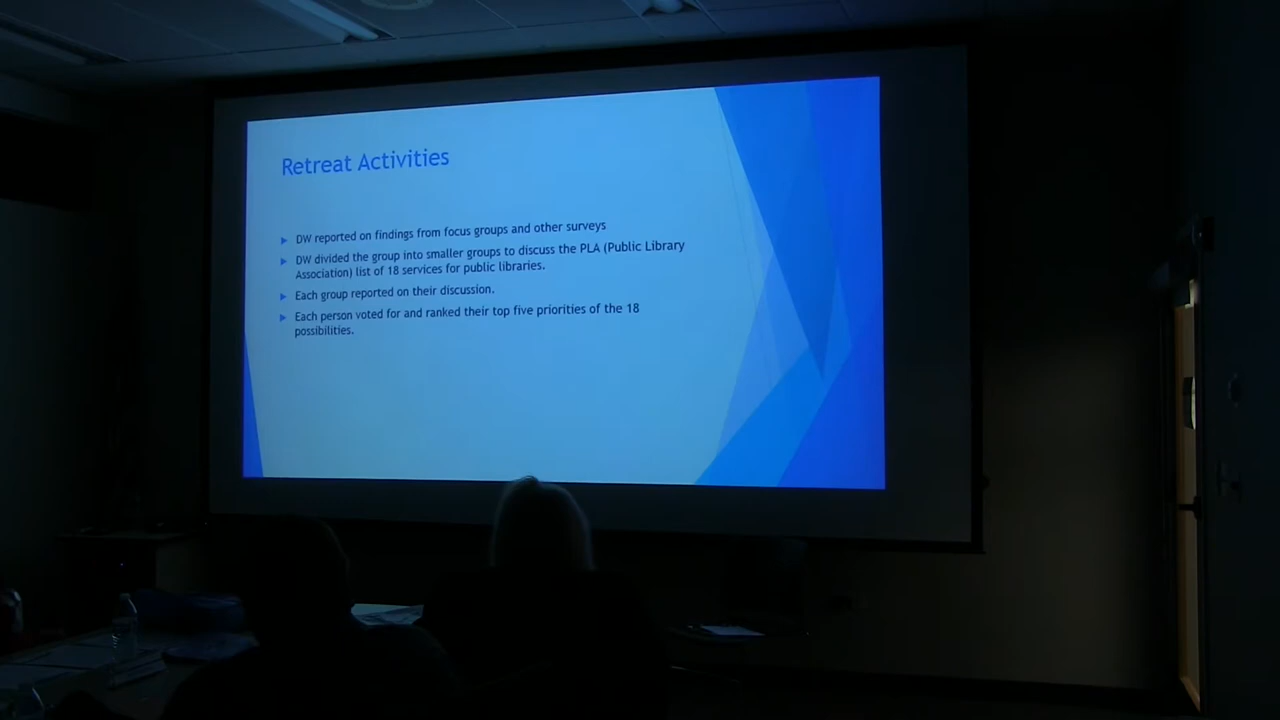 Retreat Activities
DW reported on findings from focus groups and other surveys
DW divided the group into smaller groups to discuss the PLA (Public Library
Association) list of 18 services for public libraries.
Each group reported on their discussion.
Each person voted for and ranked their top five priorities of the 18
possibilities.